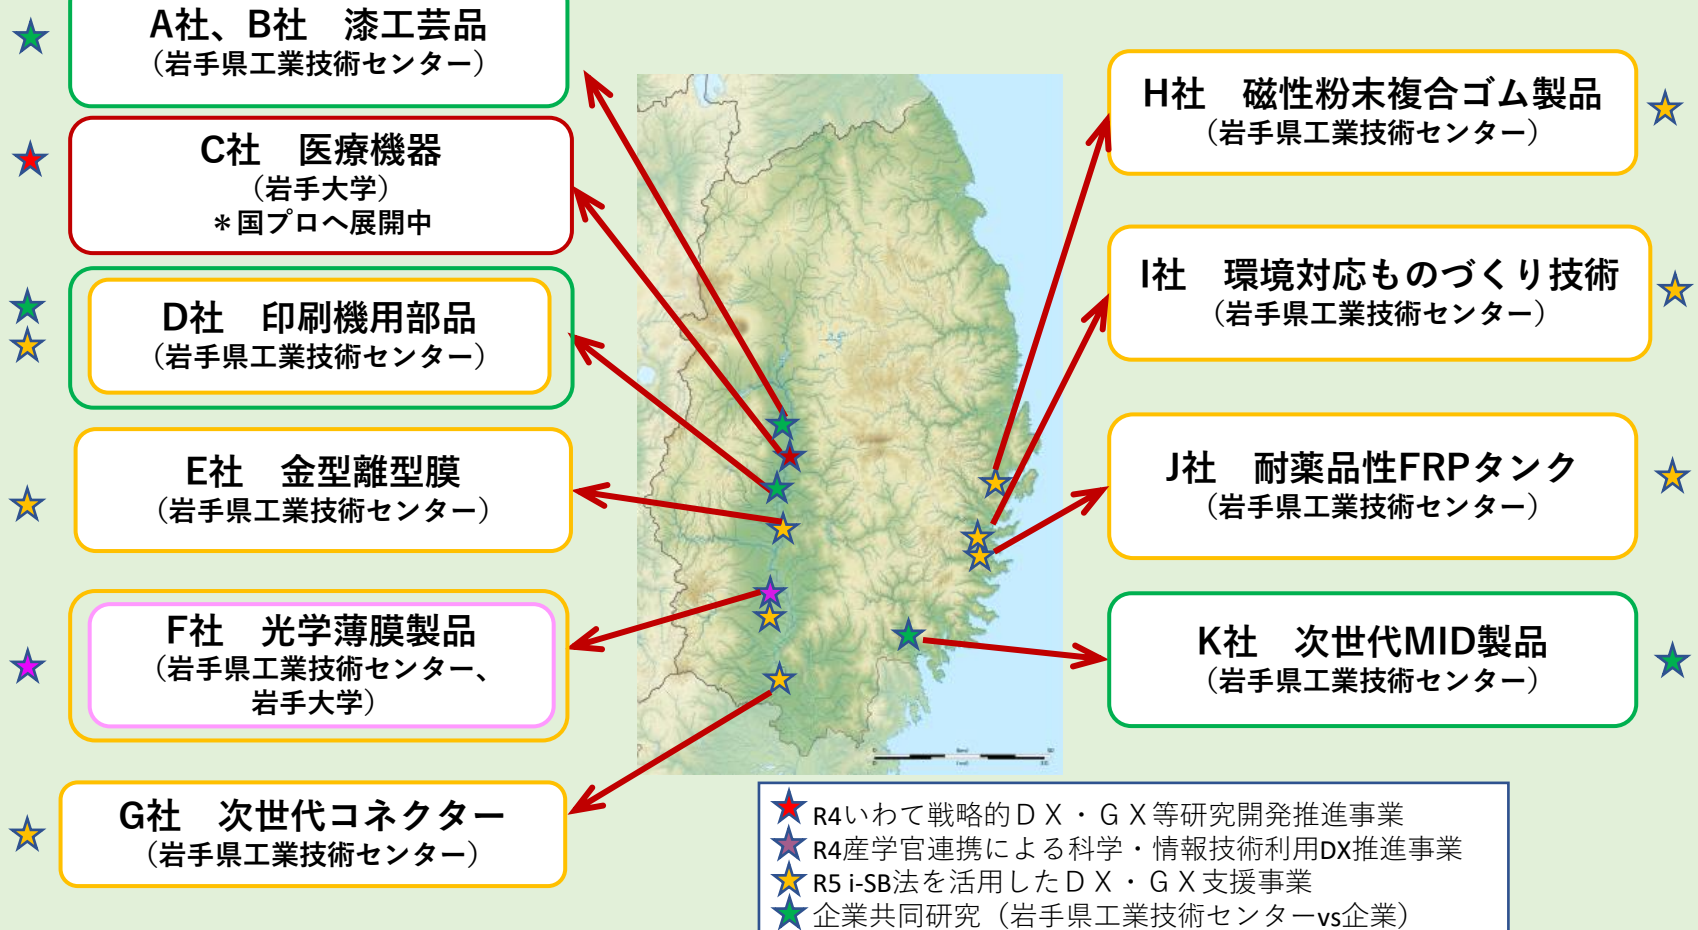 A社、B社　漆工芸品
（岩手県工業技術センター）
C社　医療機器
（岩手大学）
＊国プロへ展開中
D社　印刷機用部品
（岩手県工業技術センター）
E社　金型離型膜
（岩手県工業技術センター）
F社　光学薄膜製品
（岩手県工業技術センター、
岩手大学）
G社　次世代コネクター
（岩手県工業技術センター）
H社　磁性粉末複合ゴム製品
（岩手県工業技術センター）
I社　環境対応ものづくり技術
（岩手県工業技術センター）
J社　耐薬品性FRPタンク
（岩手県工業技術センター）
K社　次世代MID製品
（岩手県工業技術センター）
R4いわて戦略的ＤＸ・ＧＸ等研究開発推進事業
R4産学官連携による科学・情報技術利用DX推進事業
R5 i-SB法を活用したＤＸ・ＧＸ支援事業
企業共同研究（岩手県工業技術センターvs企業）